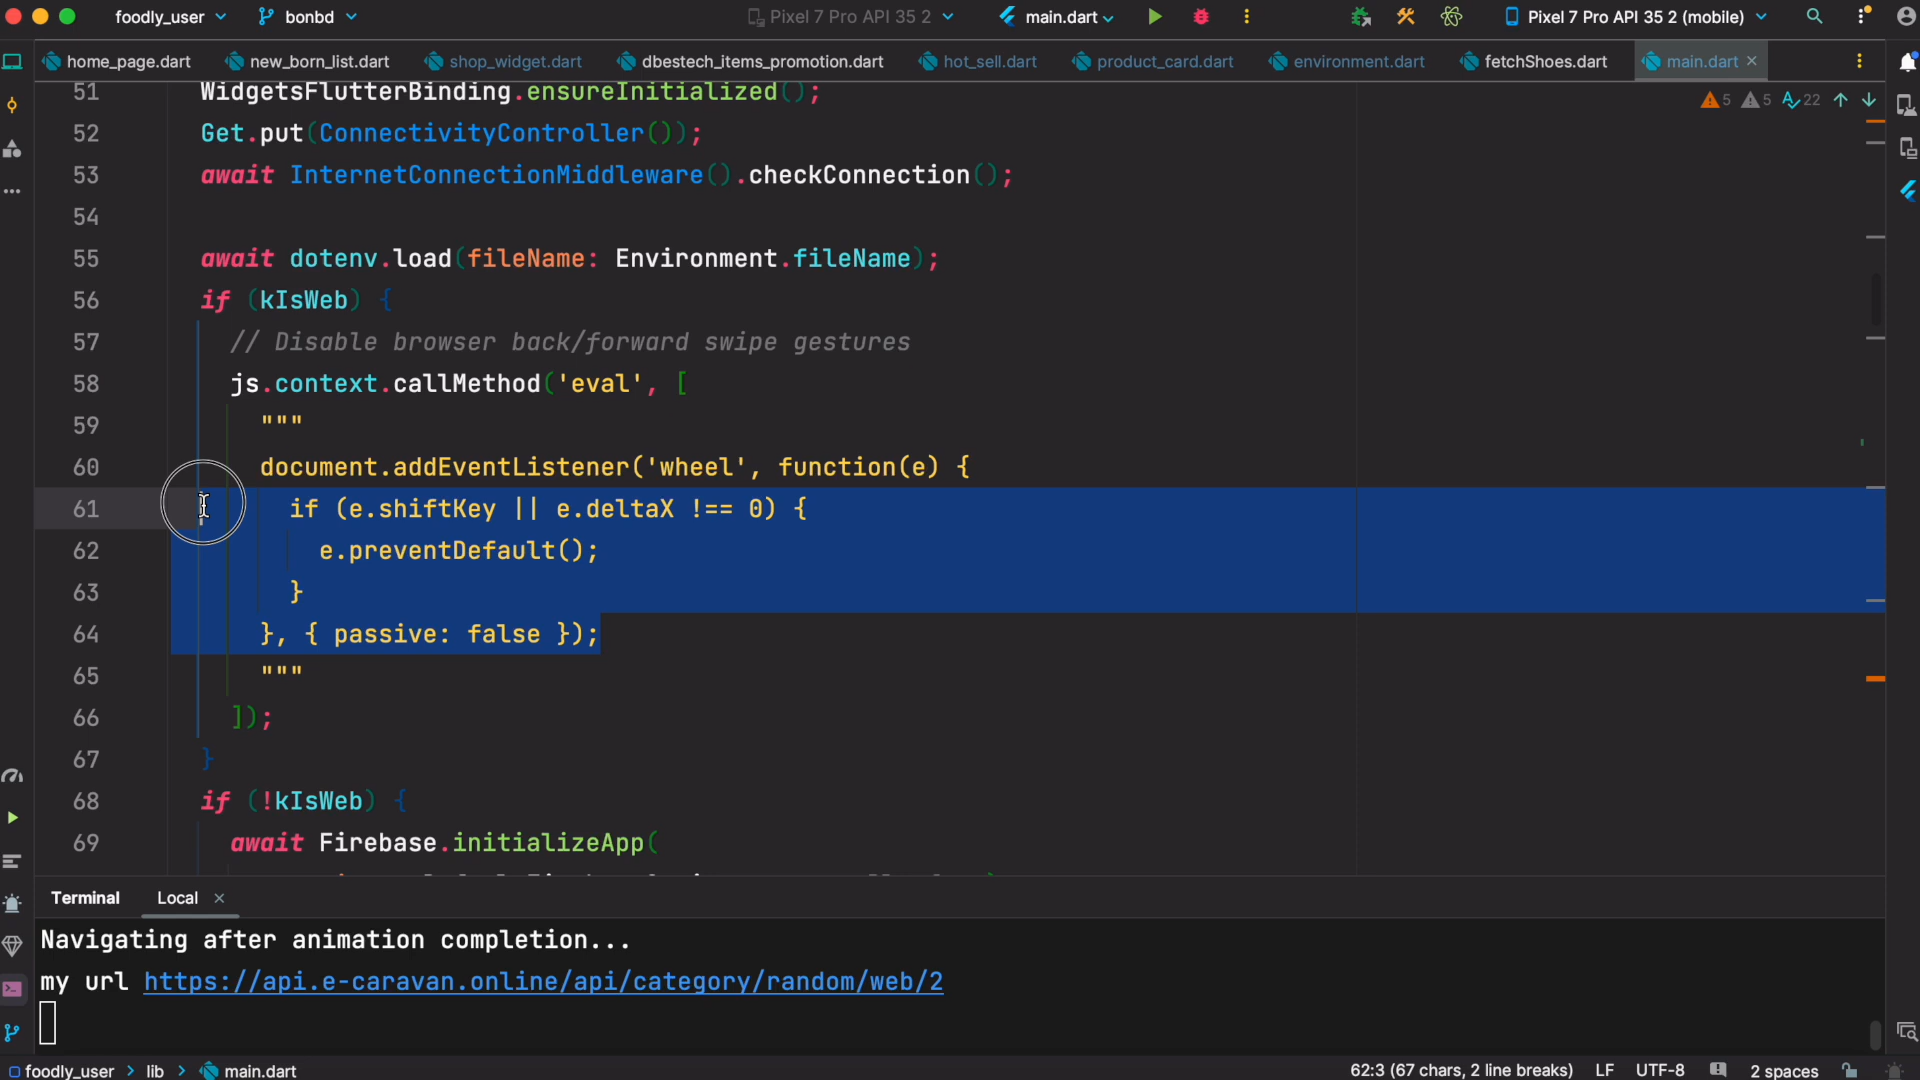 foodly_user bonbd Pixel 7 Pro API 35 2 main.dart Pixel 7 Pro API 35 2 (mobile)
home_page.dart new_born_list.dart shop_widget.dart dbestech_items_promotion.dart hot_sell.dart product_card.dart environment.dart fetchShoes.dart main.dart
51 WidgetsFlutterBinding.ensureInitialized();
5 5 22
52 Get.put(ConnectivityController());
53 await InternetConnectionMiddleware().checkConnection();
54
55 await dotenv.load(fileName: Environment.fileName);
56 if (kIsWeb) {
57 // Disable browser back/forward swipe gestures
58 js.context.callMethod('eval', [
59 """
60 document.addEventListener('wheel', function(e) {
61 if (e.shiftKey || e.deltaX !== 0) {
62 e.preventDefault();
63 }
64 }, { passive: false });
65 """
66 ]);
67 }
68 if (!kIsWeb) {
69 await Firebase.initializeApp(
Terminal Local
Navigating after animation completion...
my url https://api.e-caravan.online/api/category/random/web/2
foodly_user > lib > main.dart 62:3 (67 chars, 2 line breaks) LF UTF-8 2 spaces